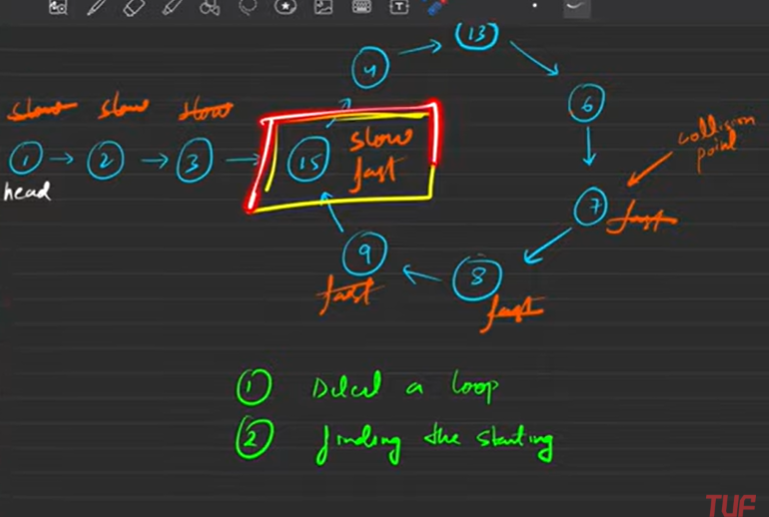 T
13
4
slow slow slow
6
collision
point
1 → 2 → 3 → 15 slow
fast
head
7 fast
9
8
fast
fast
① Detect a loop
② finding the starting
TUF